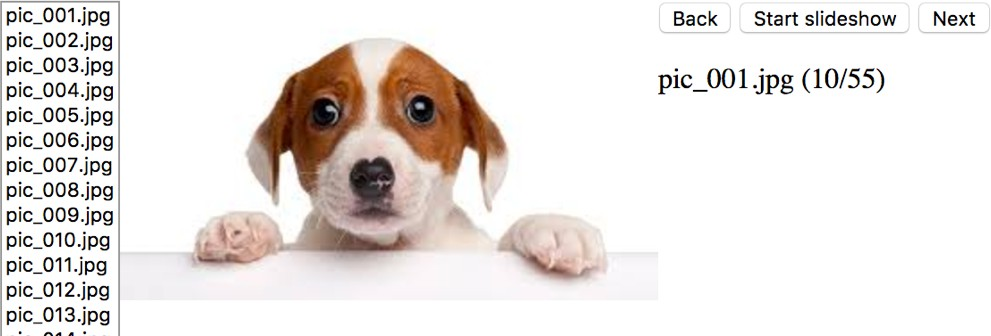 pic_001.jpg
pic_002.jpg
pic_003.jpg
pic_004.jpg
pic_005.jpg
pic_006.jpg
pic_007.jpg
pic_008.jpg
pic_009.jpg
pic_010.jpg
pic_011.jpg
pic_012.jpg
pic_013.jpg
Back Start slideshow Next
pic_001.jpg (10/55)